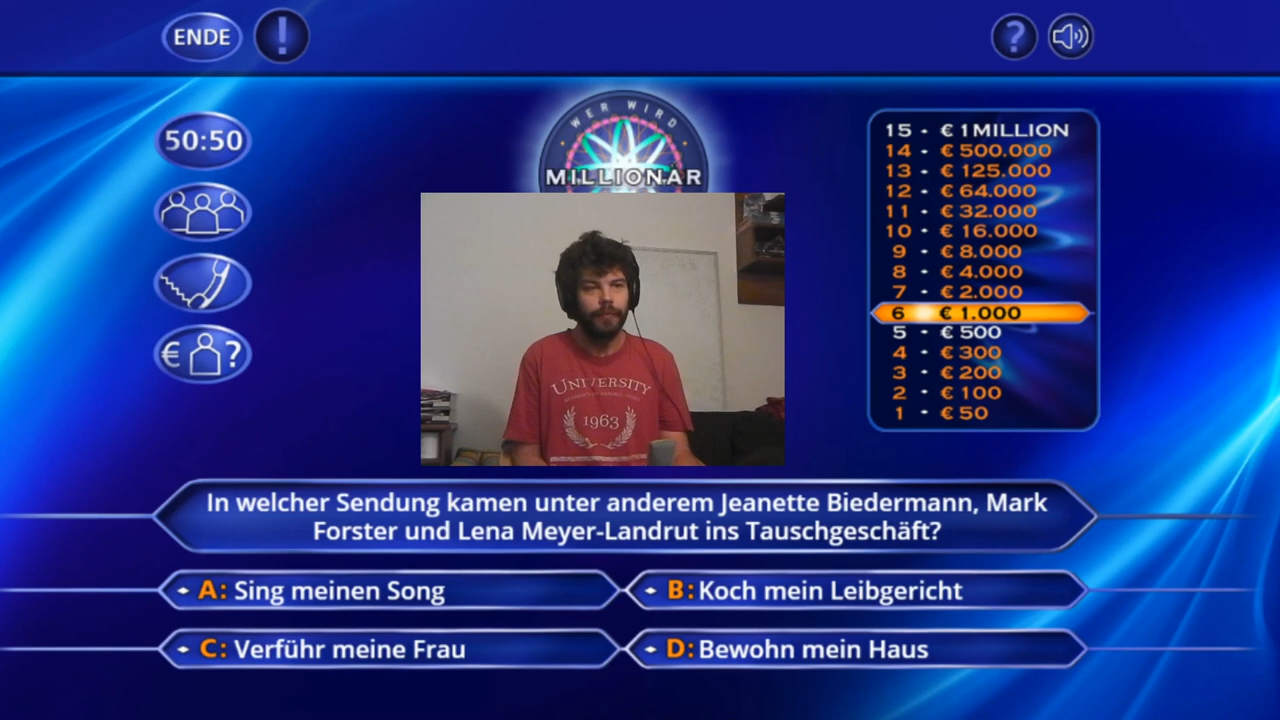 ENDE
!
?
50:50
€ ?
WER WIRD
MILLIONÄR
15 • € 1 MILLION
14 • € 500.000
13 • € 125.000
12 • € 64.000
11 • € 32.000
10 • € 16.000
9 • € 8.000
8 • € 4.000
7 • € 2.000
6 • € 1.000
5 • € 500
4 • € 300
3 • € 200
2 • € 100
1 • € 50
UNIVERSITY
1963
In welcher Sendung kamen unter anderem Jeanette Biedermann, Mark
Forster und Lena Meyer-Landrut ins Tauschgeschäft?
A: Sing meinen Song
B: Koch mein Leibgericht
C: Verführ meine Frau
D: Bewohn mein Haus